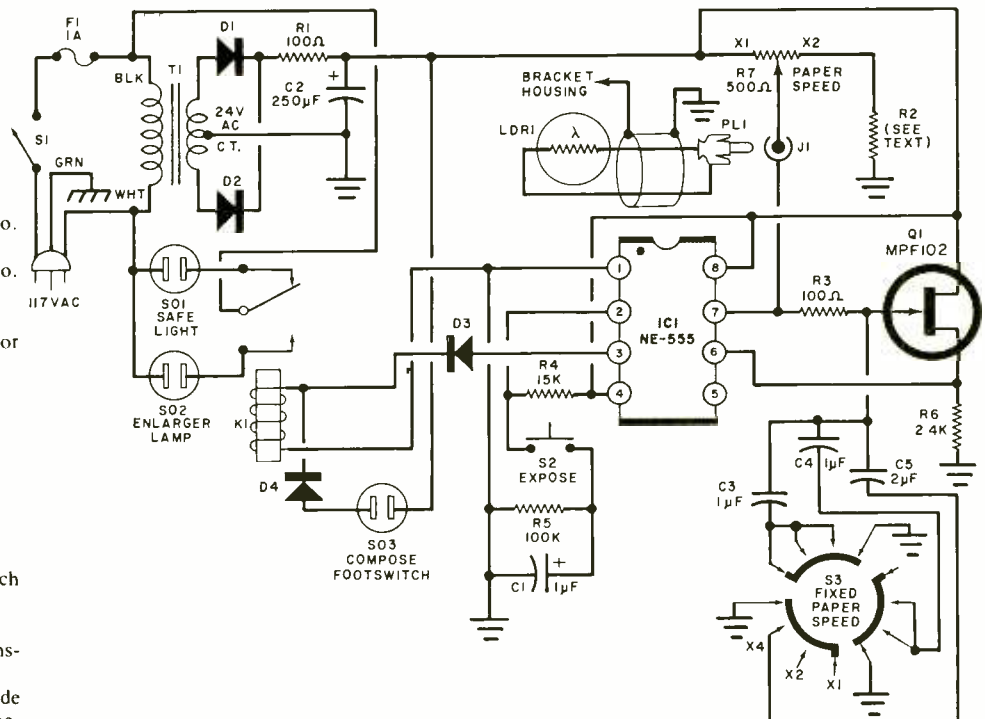 F1
1A
BLK
T1
D1
R1
100Ω
C2
250µF
+
24V
AC
C.T.
D2
S1
GRN
WHT
117VAC
SO1
SAFE
LIGHT
SO2
ENLARGER
LAMP
K1
D4
D3
SO3
COMPOSE
FOOTSWITCH
BRACKET
HOUSING
LDR1
λ
PL1
X1
X2
R7
500Ω
PAPER
SPEED
J1
R2
(SEE
TEXT)
Q1
MPF102
1
2
3
4
8
7
6
5
IC1
NE-555
R3
100Ω
R4
15K
S2
EXPOSE
R5
100K
C1
+
1µF
R6
2.4K
C3
1µF
C4
1µF
C5
2µF
S3
FIXED
PAPER
SPEED
X4
X2
X1
o.
o.
or
ch
ns-
de